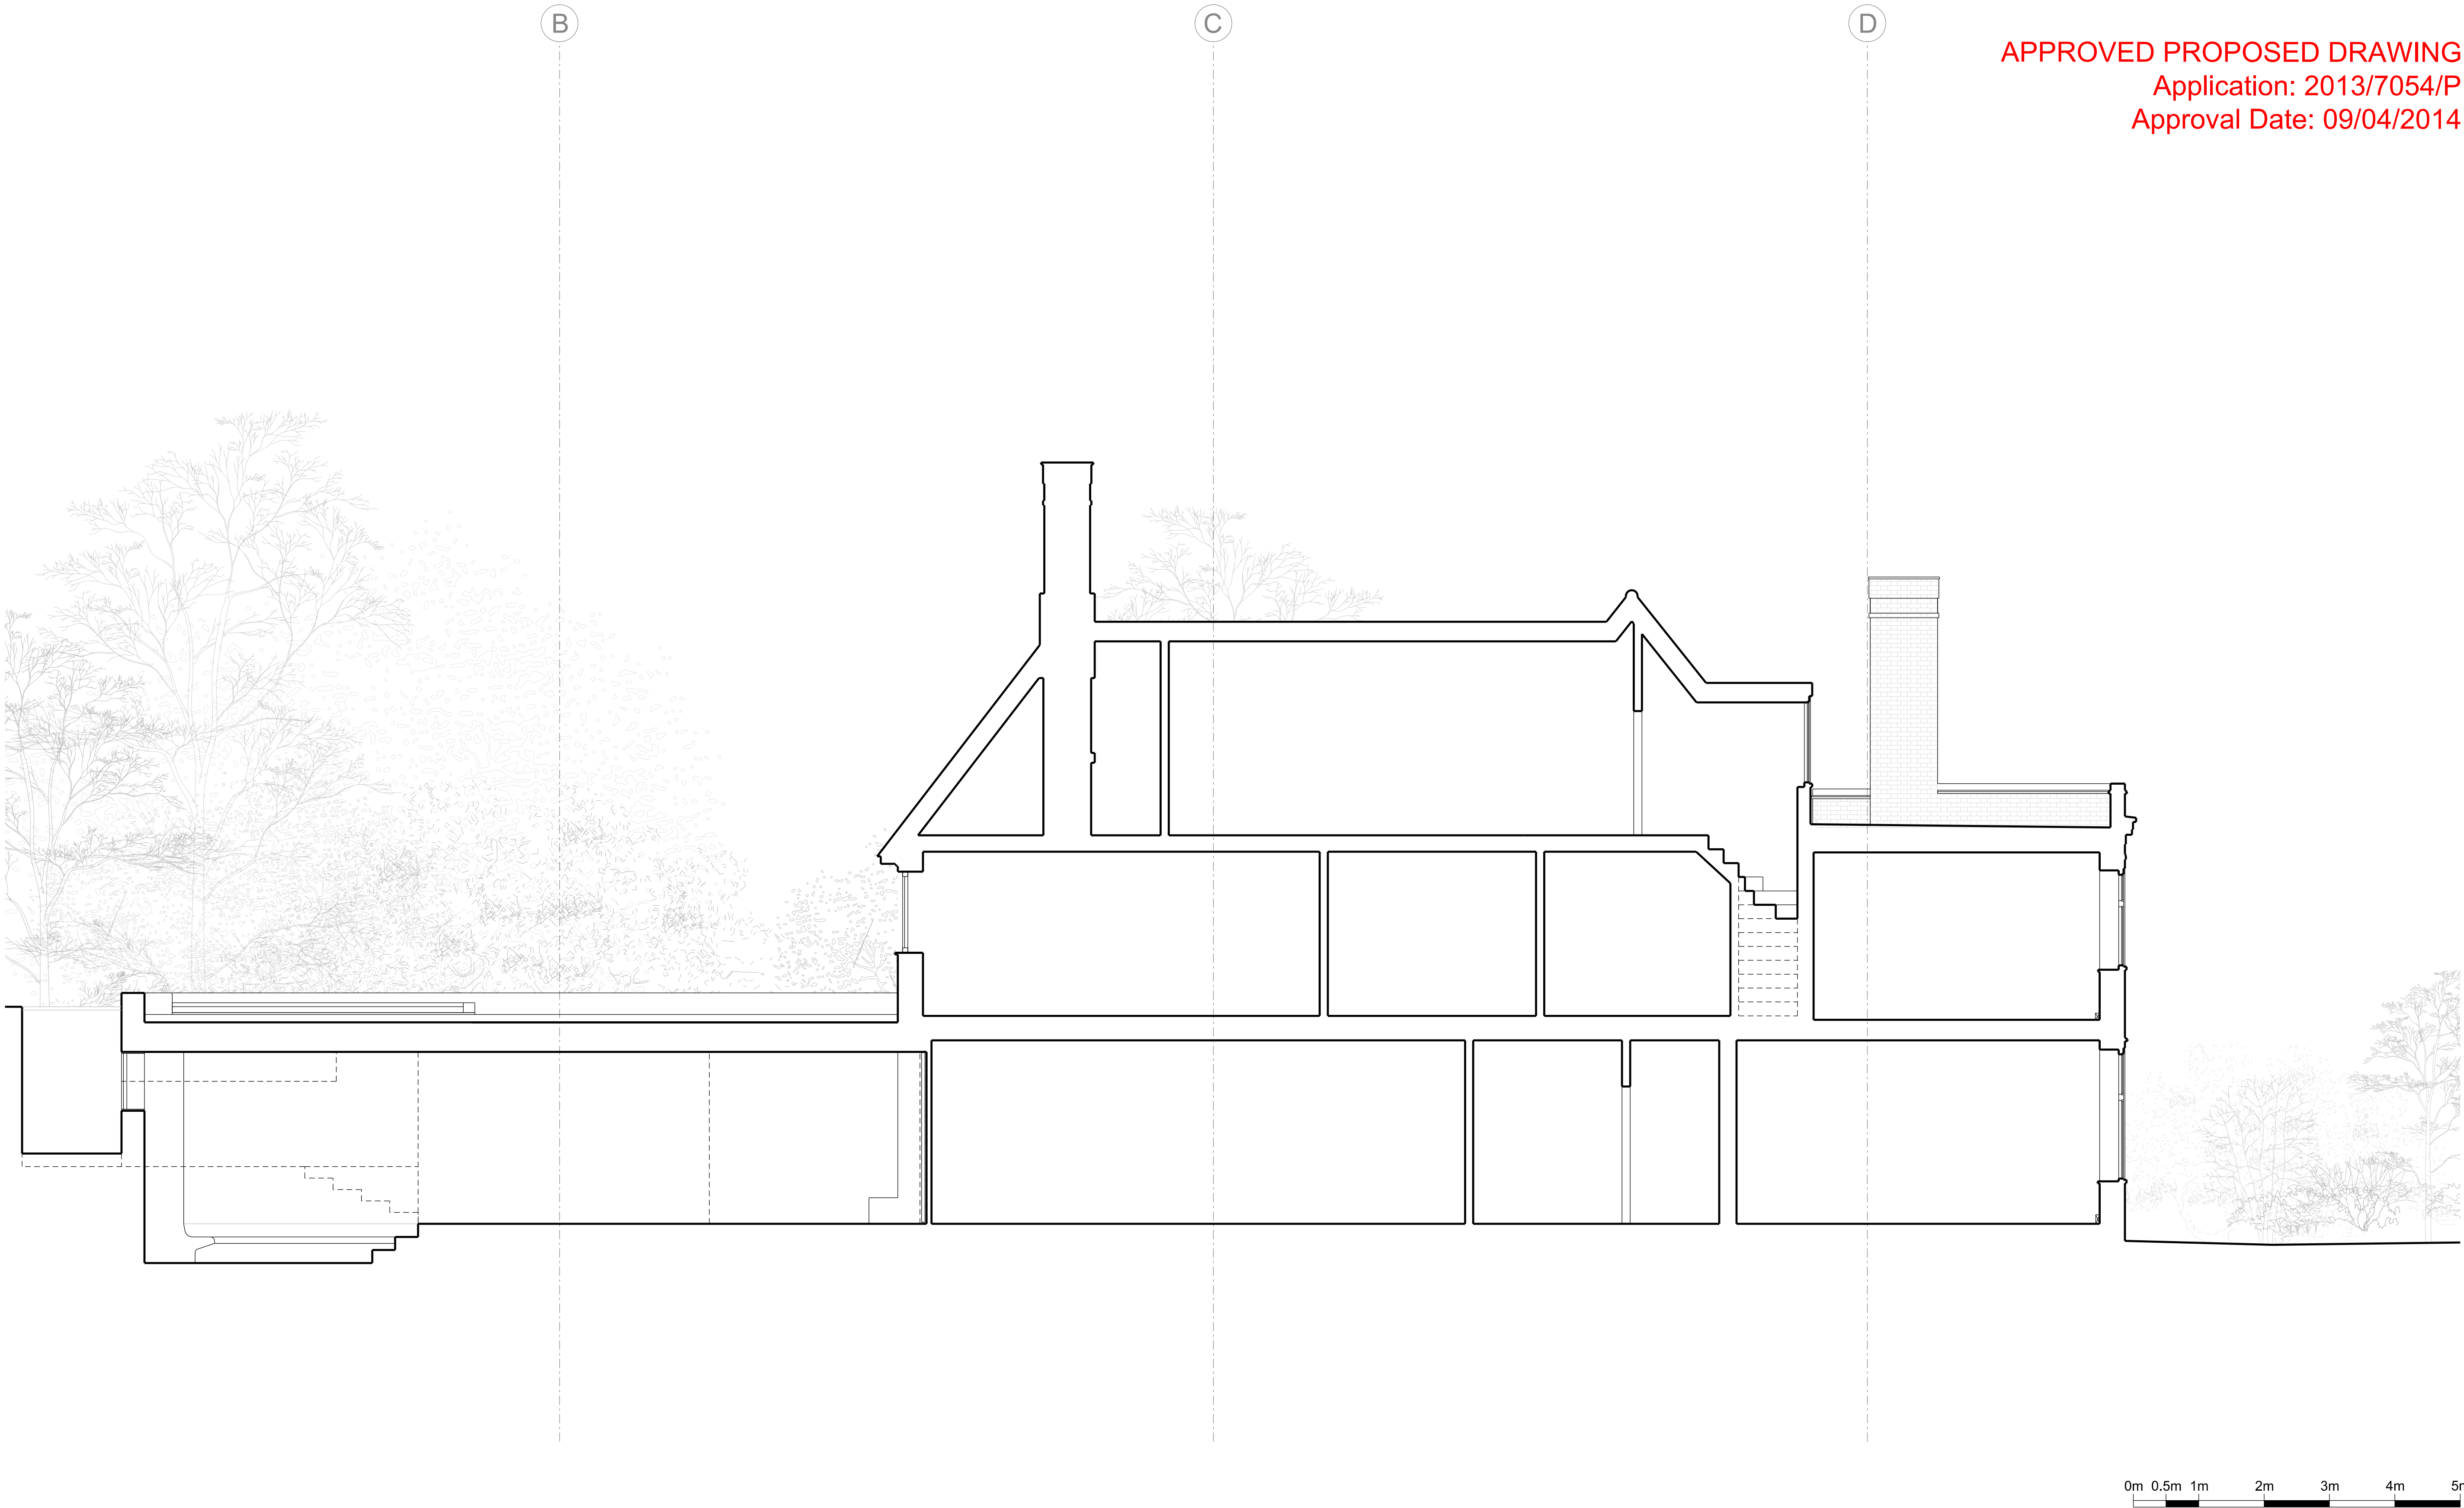 B
C
D
APPROVED PROPOSED DRAWING
Application: 2013/7054/P
Approval Date: 09/04/2014
0m 0.5m 1m 2m 3m 4m